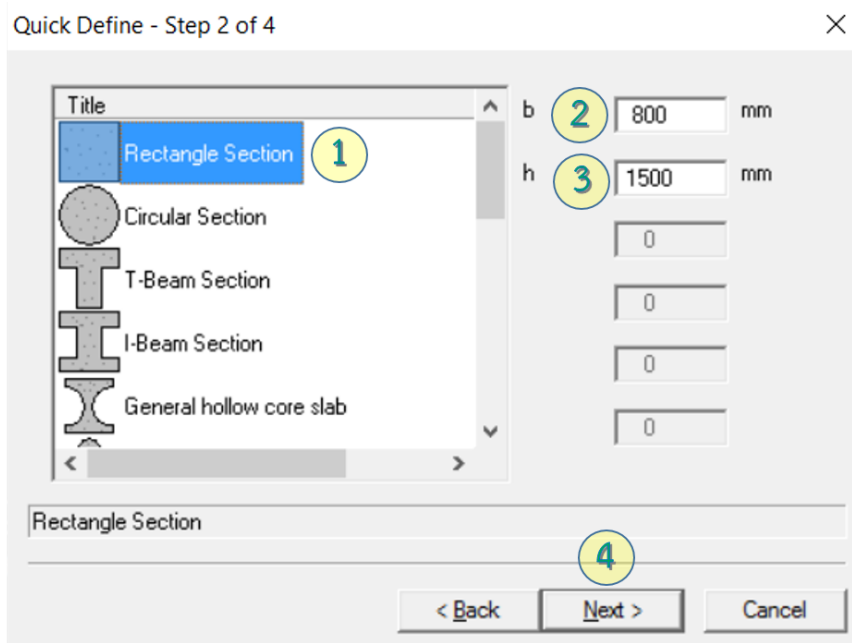 Quick Define - Step 2 of 4
Title
Rectangle Section
1
Circular Section
T-Beam Section
I-Beam Section
General hollow core slab
b
2
800
mm
h
3
1500
mm
0
0
0
0
Rectangle Section
4
< Back
Next >
Cancel